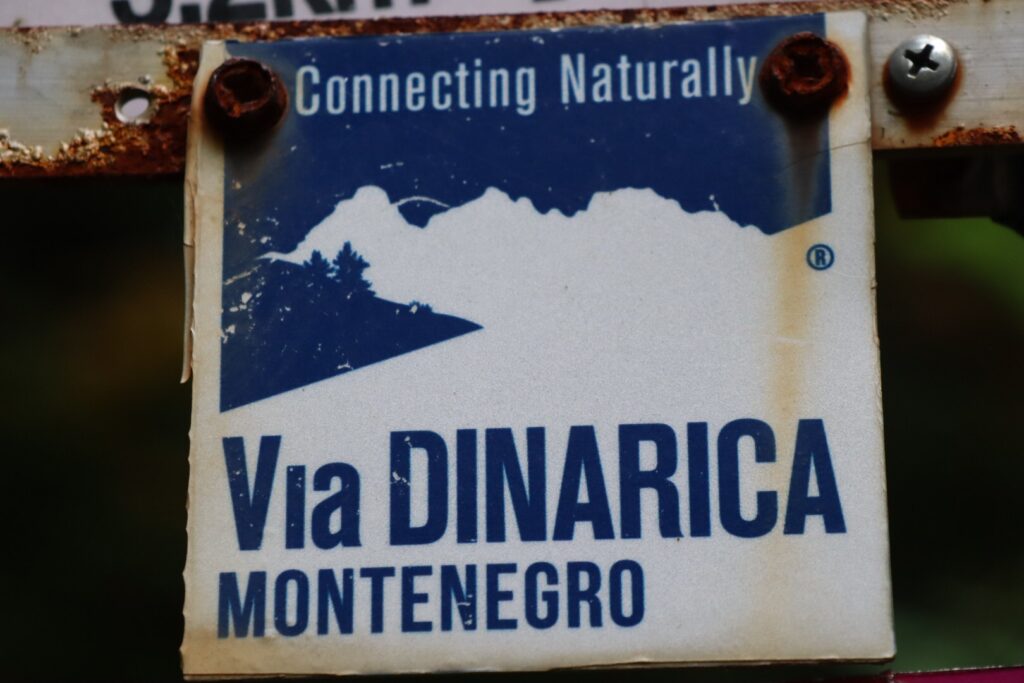 Connecting Naturally
®
Via DINARICA
MONTENEGRO